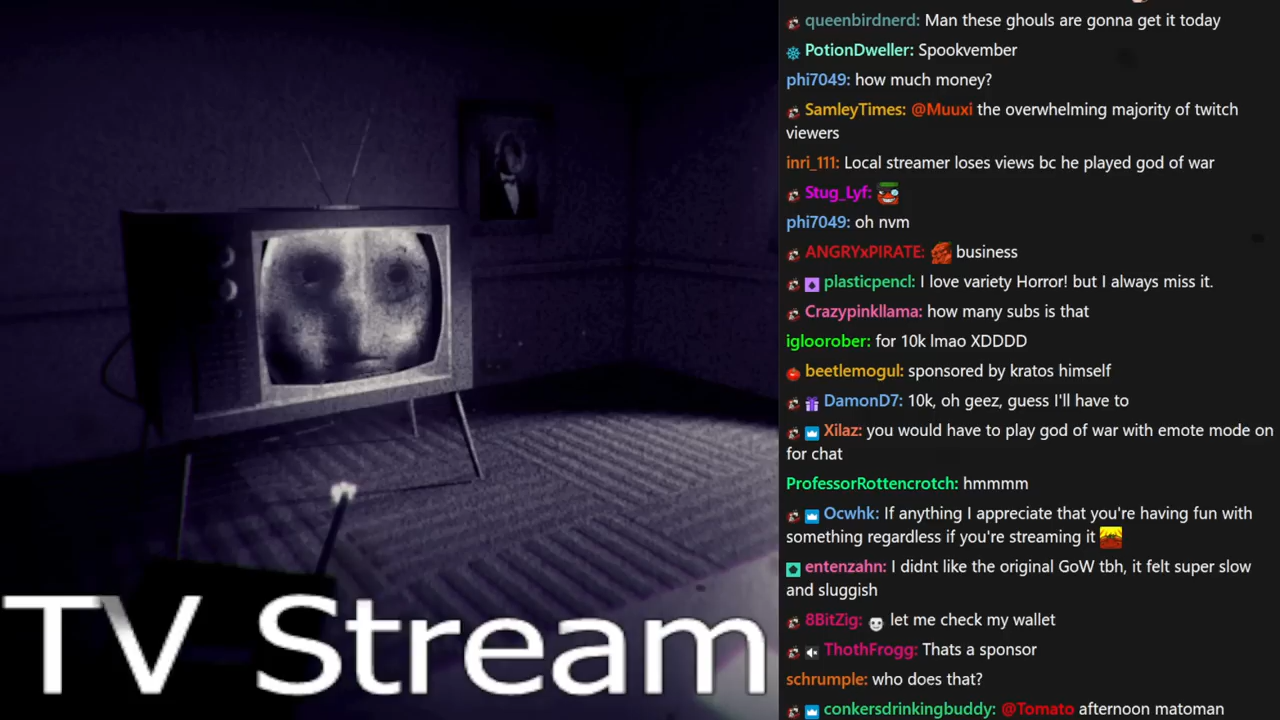 queenbirdnerd: Man these ghouls are gonna get it today
PotionDweller: Spookvember
phi7049: how much money?
SamleyTimes: @Muuxi the overwhelming majority of twitch
viewers
inri_111: Local streamer loses views bc he played god of war
Stug_Lyf:
phi7049: oh nvm
ANGRYxPIRATE: business
plasticpencl: I love variety Horror! but I always miss it.
Crazypinkllama: how many subs is that
igloorober: for 10k lmao XDDDD
beetlemogul: sponsored by kratos himself
DamonD7: 10k, oh geez, guess I'll have to
Xilaz: you would have to play god of war with emote mode on
for chat
ProfessorRottencrotch: hmmmm
Ocwhk: If anything I appreciate that you're having fun with
something regardless if you're streaming it
entenzahn: I didnt like the original GoW tbh, it felt super slow
and sluggish
8BitZig: let me check my wallet
ThothFrogg: Thats a sponsor
schrumple: who does that?
conkersdrinkingbuddy: @Tomato afternoon matoman
TV Stream